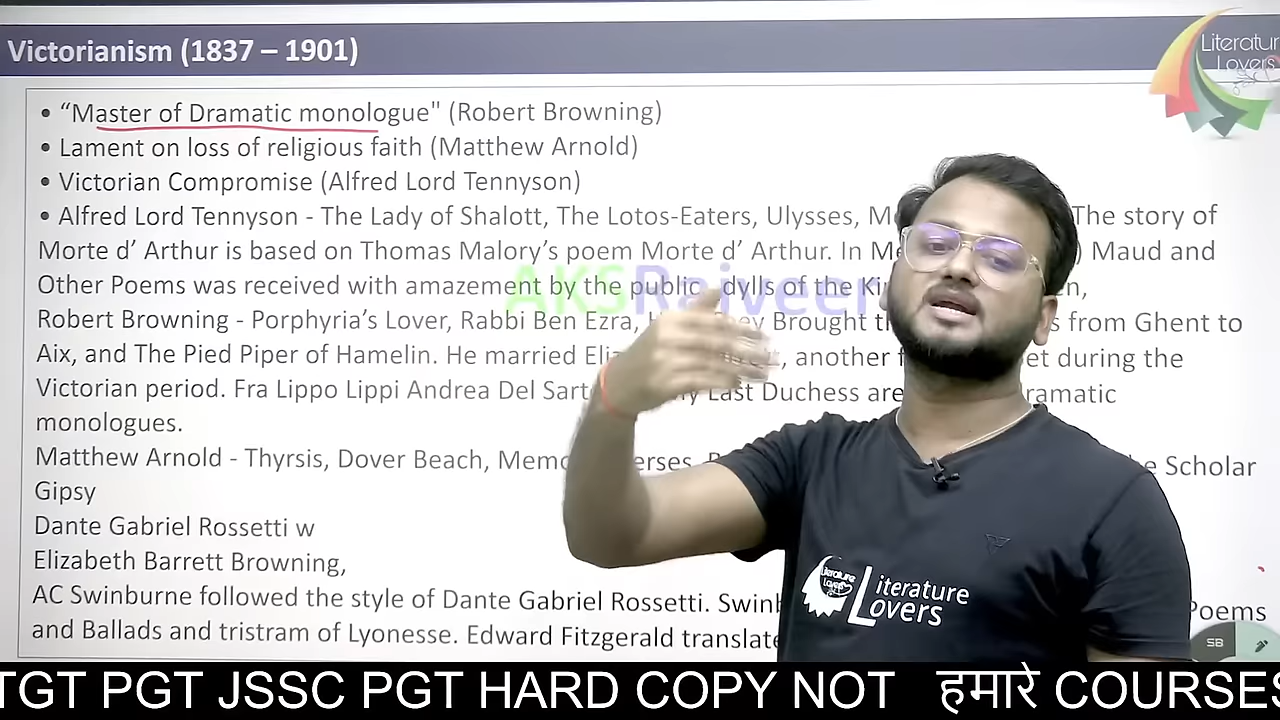 Victorianism (1837 – 1901)
Literatur
Lovers
• “Master of Dramatic monologue" (Robert Browning)
• Lament on loss of religious faith (Matthew Arnold)
• Victorian Compromise (Alfred Lord Tennyson)
• Alfred Lord Tennyson - The Lady of Shalott, The Lotos-Eaters, Ulysses, The story of
Morte d’ Arthur is based on Thomas Malory’s poem Morte d’ Arthur. In Maud and
Other Poems was received with amazement by the public dylls of the
AKSRajveer
Robert Browning - Porphyria’s Lover, Rabbi Ben Ezra, Brought from Ghent to
Aix, and The Pied Piper of Hamelin. He married another during the
Victorian period. Fra Lippo Lippi Andrea Del Last Duchess are
monologues.
Matthew Arnold - Thyrsis, Dover Beach, Scholar
Gipsy
Dante Gabriel Rossetti w
Elizabeth Barrett Browning,
AC Swinburne followed the style of Dante Gabriel Rossetti. Poems
and Ballads and tristram of Lyonesse. Edward Fitzgerald
Literature
Lovers
SB
TGT PGT JSSC PGT HARD COPY NOT हमारे COURSES